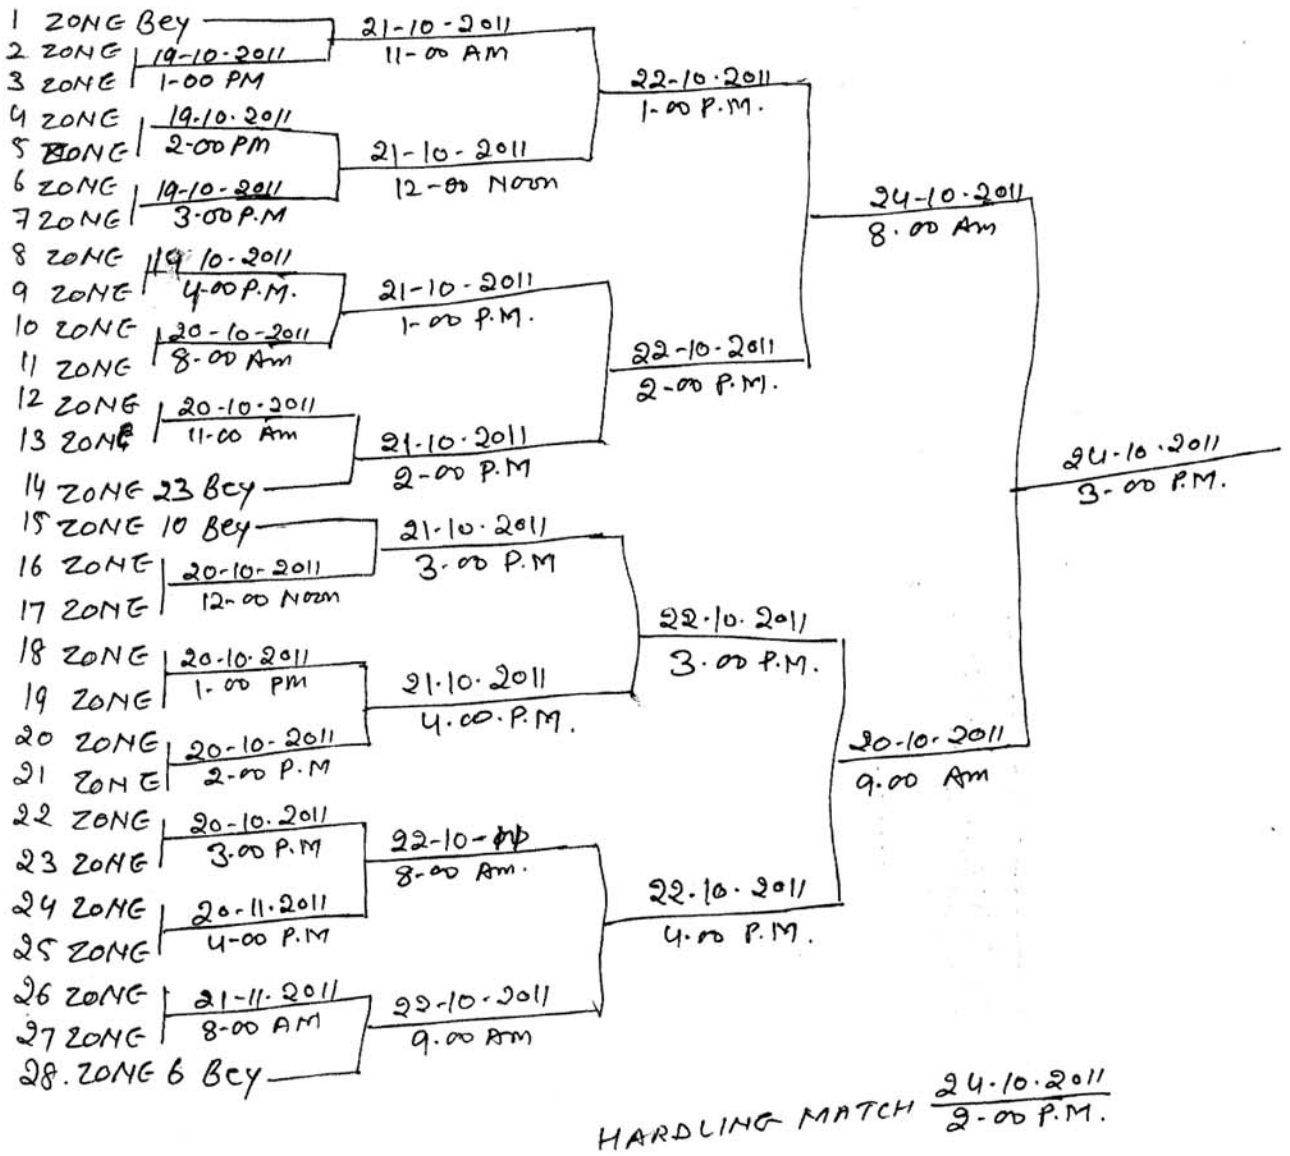 1 ZONE Bey
2 ZONE
3 ZONE
19-10-2011
1-00 PM
21-10-2011
11-00 AM
4 ZONE
5 ZONE
19.10.2011
2-00 PM
6 ZONE
7 ZONE
19-10-2011
3.00 P.M
21-10-2011
12-00 Noon
22-10.2011
1-00 P.M.
8 ZONE
9 ZONE
19 10-2011
4-00 P.M.
10 ZONE
11 ZONE
20-10-2011
8-00 Am
21-10-2011
1-00 P.M.
12 ZONE
13 ZONE
20-10-2011
11-00 Am
14 ZONE 23 Bey
21-10.2011
2-00 P.M
22-10.2011
2-00 P.M.
24-10.2011
8.00 Am
15 ZONE 10 Bey
16 ZONE
17 ZONE
20-10-2011
12-00 Noon
21-10.2011
3.00 P.M
18 ZONE
19 ZONE
20-10.2011
1-00 PM
20 ZONE
21 ZONE
20-10-2011
2-00 P.M
21.10.2011
4.00.P.M.
22.10.2011
3.00 P.M.
22 ZONE
23 ZONE
20-10.2011
3.00 P.M
24 ZONE
25 ZONE
20-11.2011
4-00 P.M
22-10-
8-00 Am.
26 ZONE
27 ZONE
21-11.2011
8-00 AM
28. ZONE 6 Bey
22-10-2011
9.00 Am
22.10.2011
4.00 P.M.
20-10.2011
9.00 Am
24-10.2011
3-00 P.M.
HARDLING MATCH 24.10.2011
2-00 P.M.